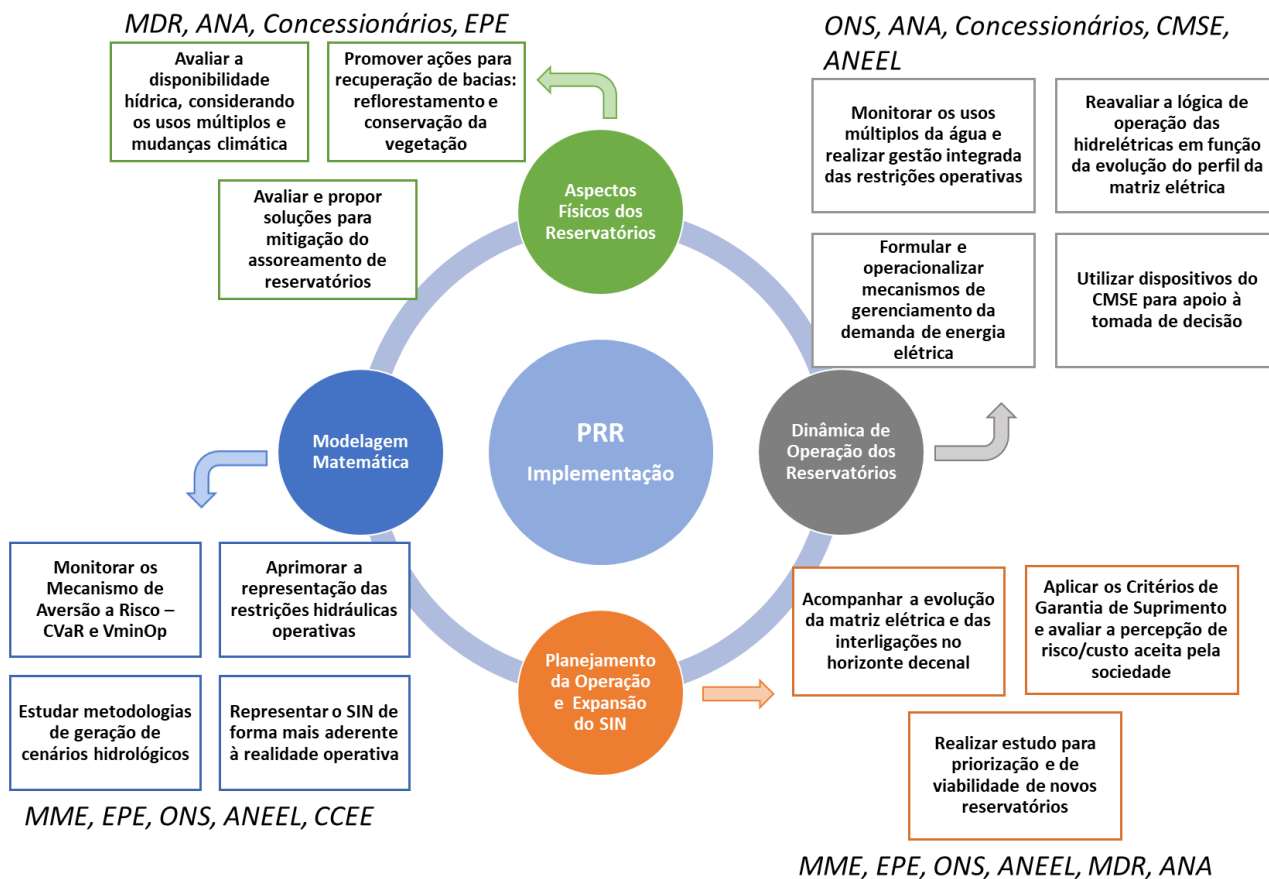 MDR, ANA, Concessionários, EPE
Avaliar a
disponibilidade
hídrica, considerando
os usos múltiplos e
mudanças climática
Promover ações para
recuperação de bacias:
reflorestamento e
conservação da
vegetação
Avaliar e propor
soluções para
mitigação do
assoreamento de
reservatórios
Aspectos
Físicos dos
Reservatórios
ONS, ANA, Concessionários, CMSE,
ANEEL
Monitorar os usos
múltiplos da água e
realizar gestão integrada
das restrições operativas
Reavaliar a lógica de
operação das
hidrelétricas em função
da evolução do perfil da
matriz elétrica
Formular e
operacionalizar
mecanismos de
gerenciamento da
demanda de energia
elétrica
Utilizar dispositivos do
CMSE para apoio à
tomada de decisão
Modelagem
Matemática
PRR
Implementação
Dinâmica de
Operação dos
Reservatórios
Monitorar os
Mecanismo de
Aversão a Risco –
CVaR e VminOp
Aprimorar a
representação das
restrições hidráulicas
operativas
Estudar metodologias
de geração de
cenários hidrológicos
Representar o SIN de
forma mais aderente
à realidade operativa
MME, EPE, ONS, ANEEL, CCEE
Planejamento
da Operação
e Expansão
do SIN
Acompanhar a evolução
da matriz elétrica e das
interligações no
horizonte decenal
Aplicar os Critérios de
Garantia de Suprimento
e avaliar a percepção de
risco/custo aceita pela
sociedade
Realizar estudo para
priorização e de
viabilidade de novos
reservatórios
MME, EPE, ONS, ANEEL, MDR, ANA